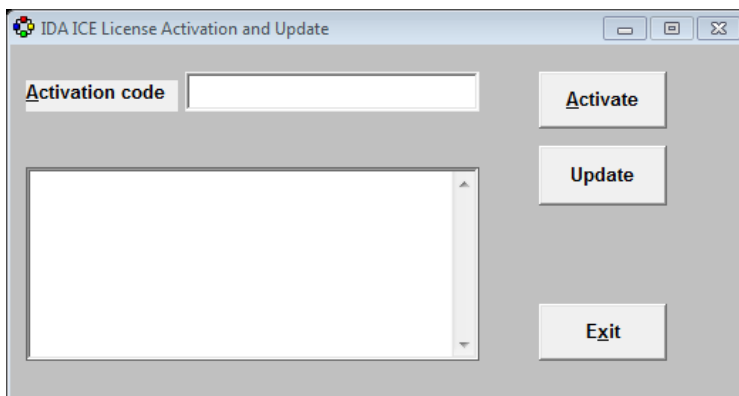 IDA ICE License Activation and Update
Activation code
Activate
Update
Exit